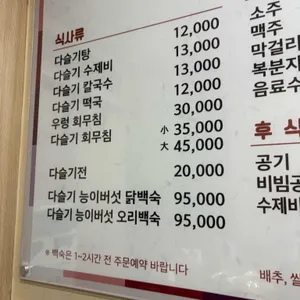 식사류
다슬기탕 12,000
다슬기 수제비 13,000
다슬기 칼국수 13,000
다슬기 떡국 12,000
우렁 회무침 30,000
다슬기 회무침 小 35,000
大 45,000
다슬기전 20,000
다슬기 능이버섯 닭백숙 95,000
다슬기 능이버섯 오리백숙 95,000
※ 백숙은 1~2시간 전 주문예약 바랍니다
소주
맥주
막걸리
복분자
음료수
후 식
공기
비빔공
수제비
배추, 쌀